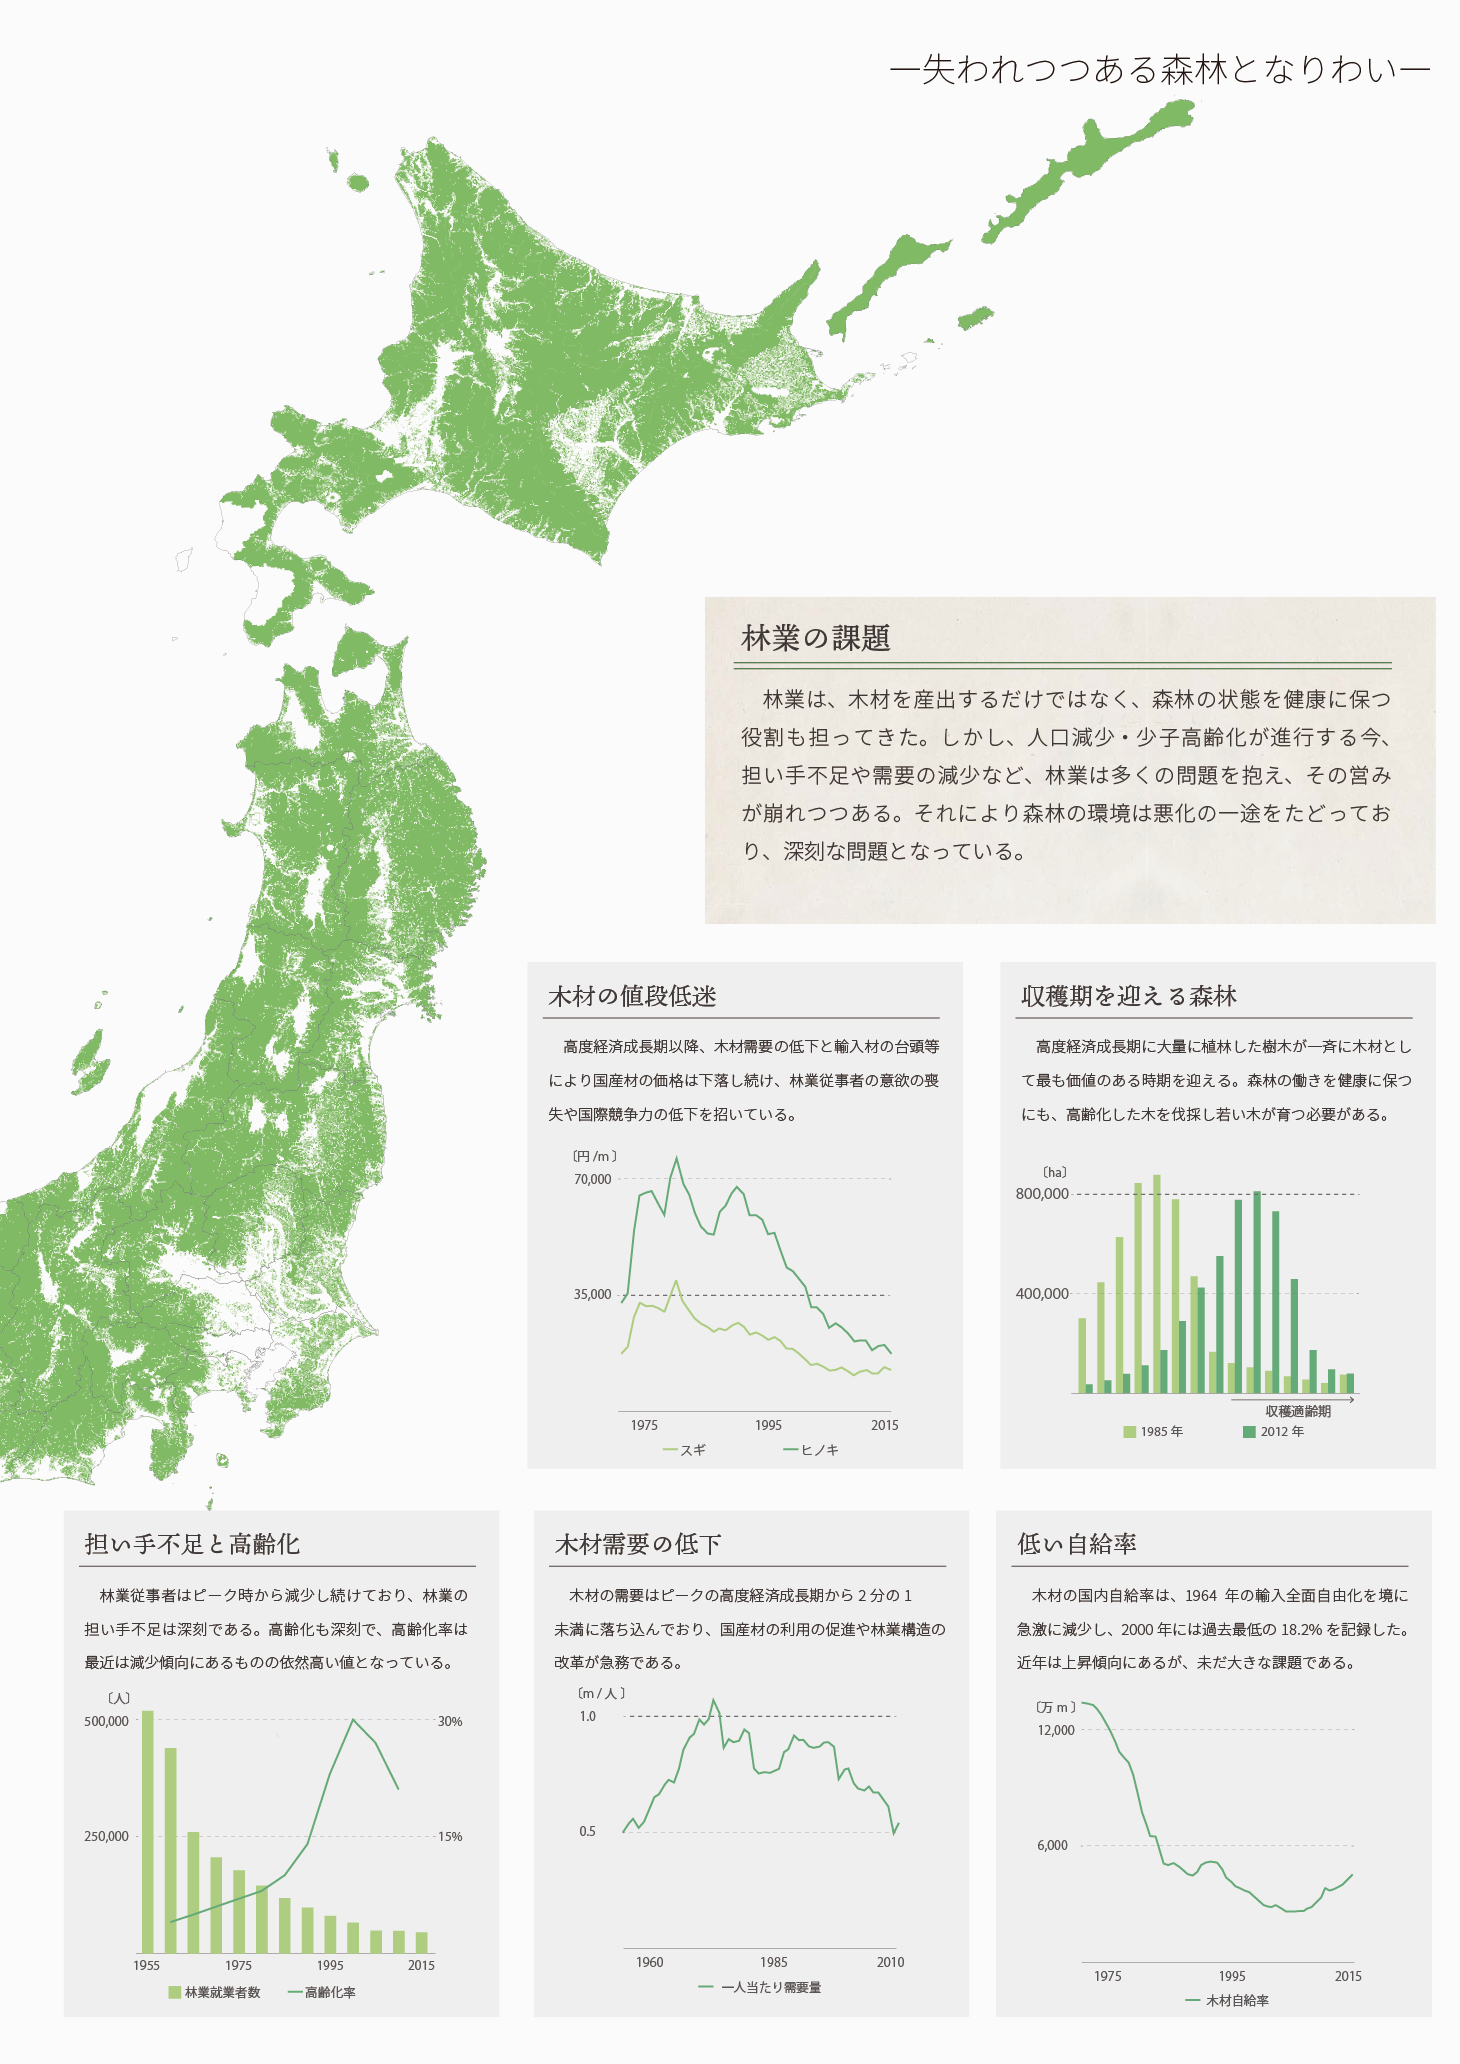 ―失われつつある森林となりわい―
林業の課題
林業は、木材を産出するだけではなく、森林の状態を健康に保つ
役割も担ってきた。しかし、人口減少・少子高齢化が進行する今、
担い手不足や需要の減少など、林業は多くの問題を抱え、その営み
が崩れつつある。それにより森林の環境は悪化の一途をたどってお
り、深刻な問題となっている。
木材の値段低迷
高度経済成長期以降、木材需要の低下と輸入材の台頭等
により国産材の価格は下落し続け、林業従事者の意欲の喪
失や国際競争力の低下を招いている。
〔円 /m 〕
70,000
35,000
1975 1995 2015
スギ ヒノキ
収穫期を迎える森林
高度経済成長期に大量に植林した樹木が一斉に木材とし
て最も価値のある時期を迎える。森林の働きを健康に保つ
にも、高齢化した木を伐採し若い木が育つ必要がある。
〔ha〕
800,000
400,000
収穫適齢期
1985 年 2012 年
担い手不足と高齢化
林業従事者はピーク時から減少し続けており、林業の
担い手不足は深刻である。高齢化も深刻で、高齢化率は
最近は減少傾向にあるものの依然高い値となっている。
〔人〕
500,000 30%
250,000 15%
1955 1975 1995 2015
林業就業者数 高齢化率
木材需要の低下
木材の需要はピークの高度経済成長期から 2 分の 1
未満に落ち込んでおり、国産材の利用の促進や林業構造の
改革が急務である。
〔m / 人 〕
1.0
0.5
1960 1985 2010
一人当たり需要量
低い自給率
木材の国内自給率は、1964 年の輸入全面自由化を境に
急激に減少し、2000 年には過去最低の 18.2% を記録した。
近年は上昇傾向にあるが、未だ大きな課題である。
〔万 m 〕
12,000
6,000
1975 1995 2015
木材自給率